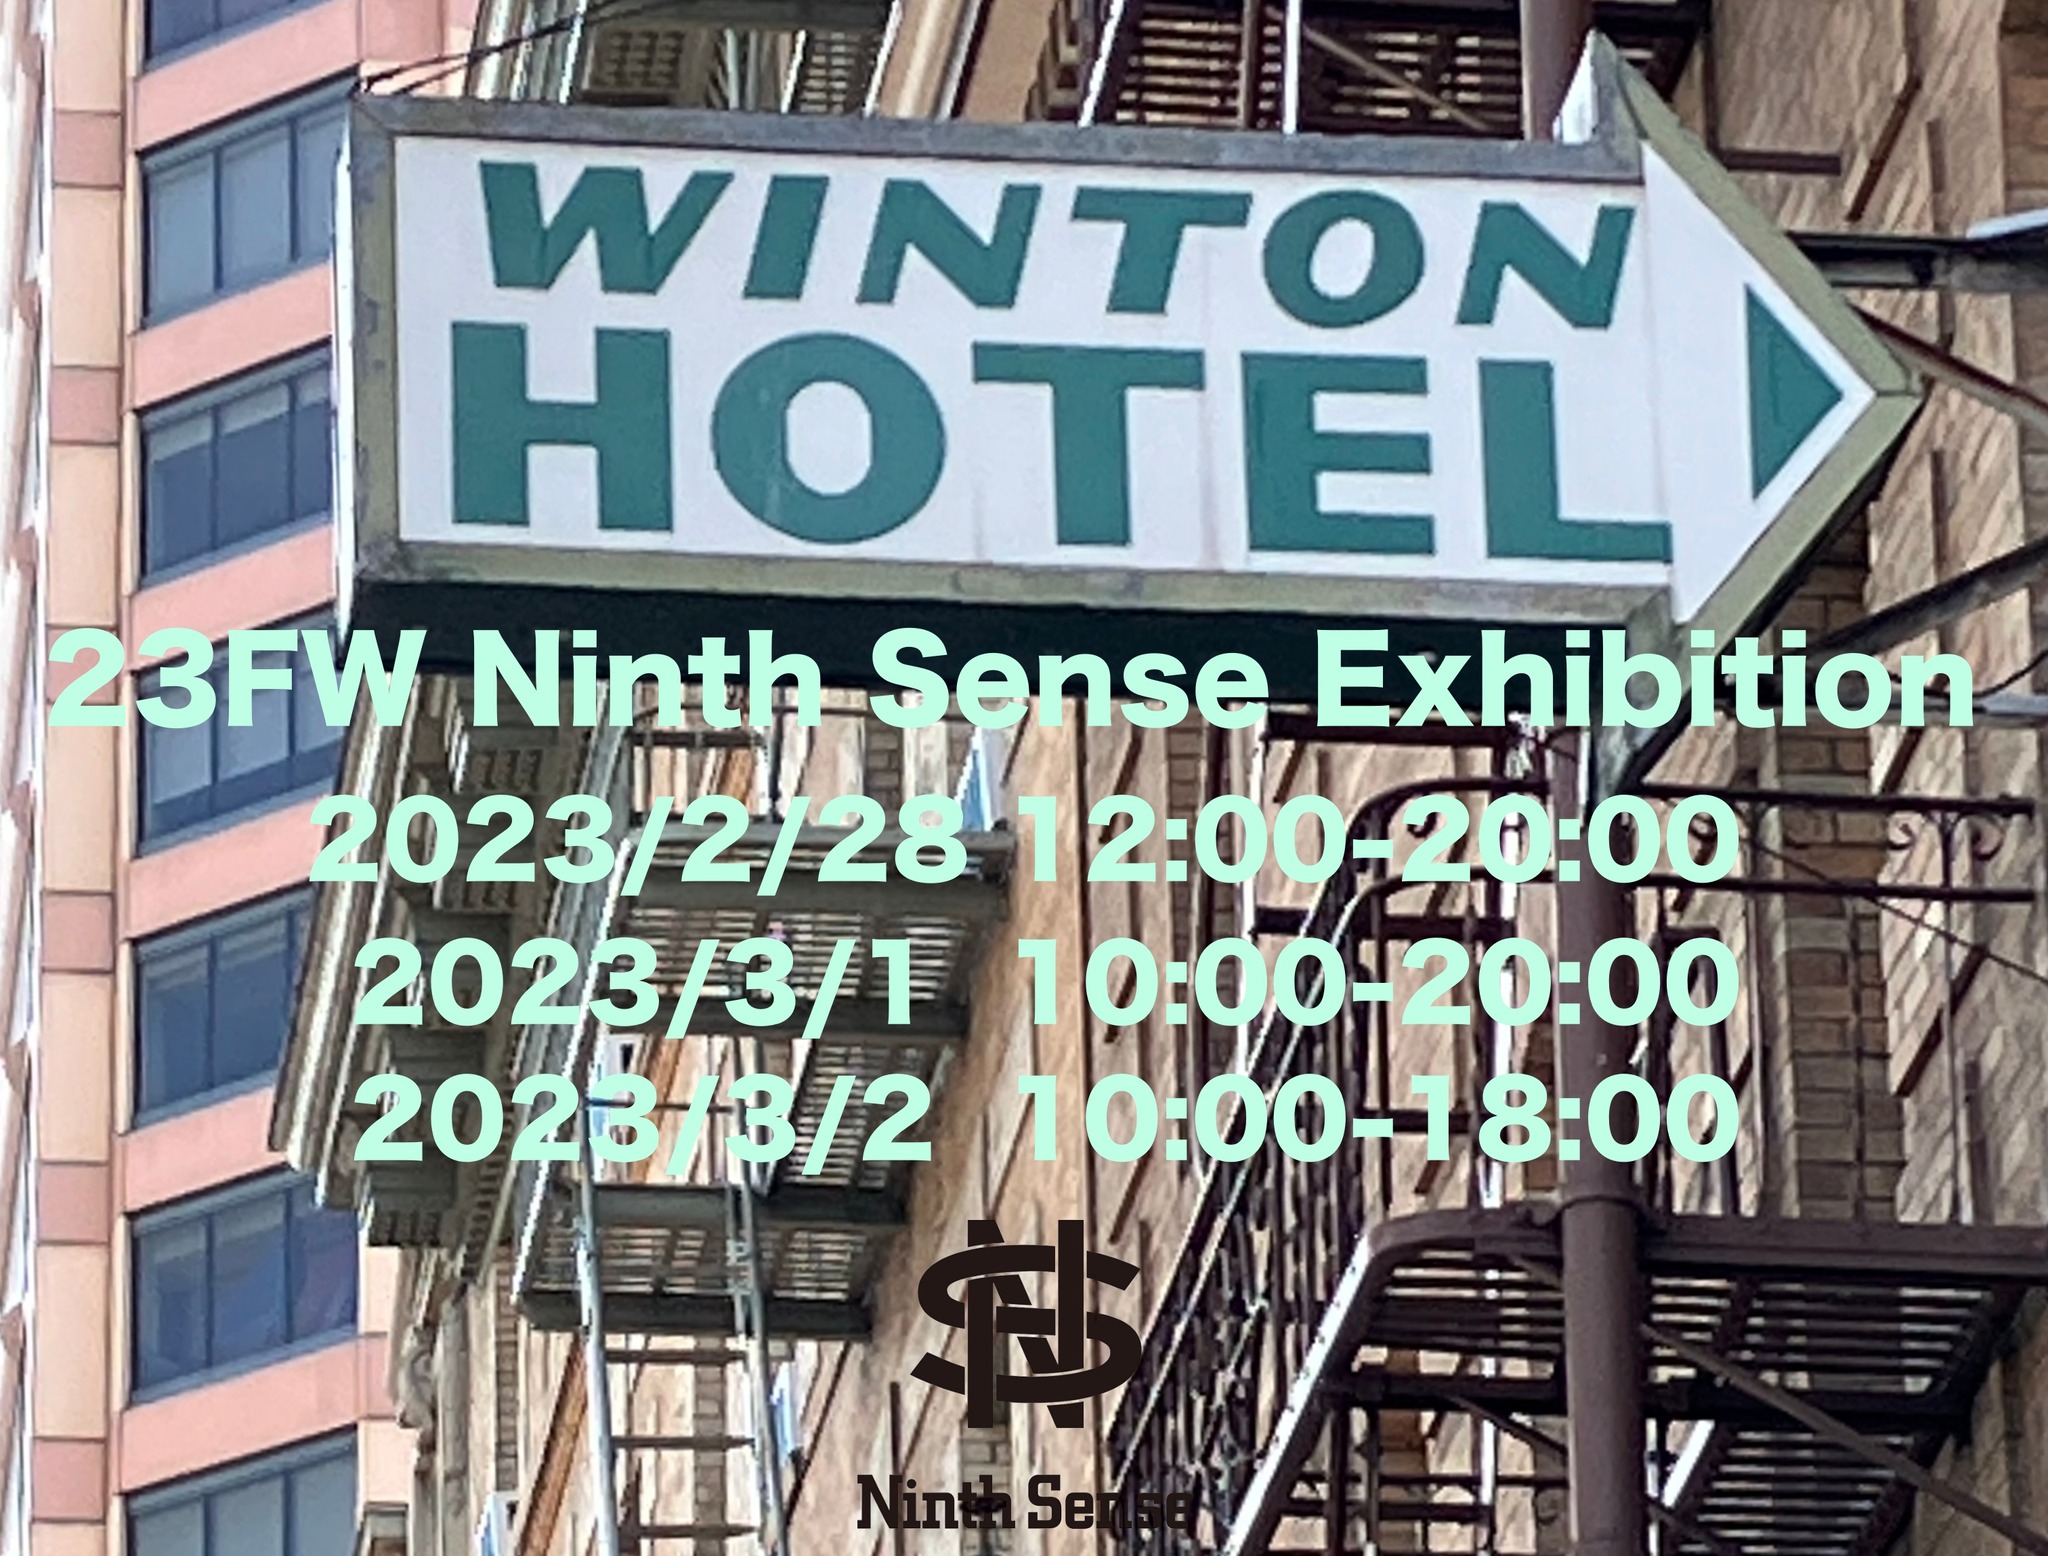 WINTON
HOTEL
23FW Ninth Sense Exhibition
2023/2/28 12:00-20:00
2023/3/1 10:00-20:00
2023/3/2 10:00-18:00
NS
Ninth Sense